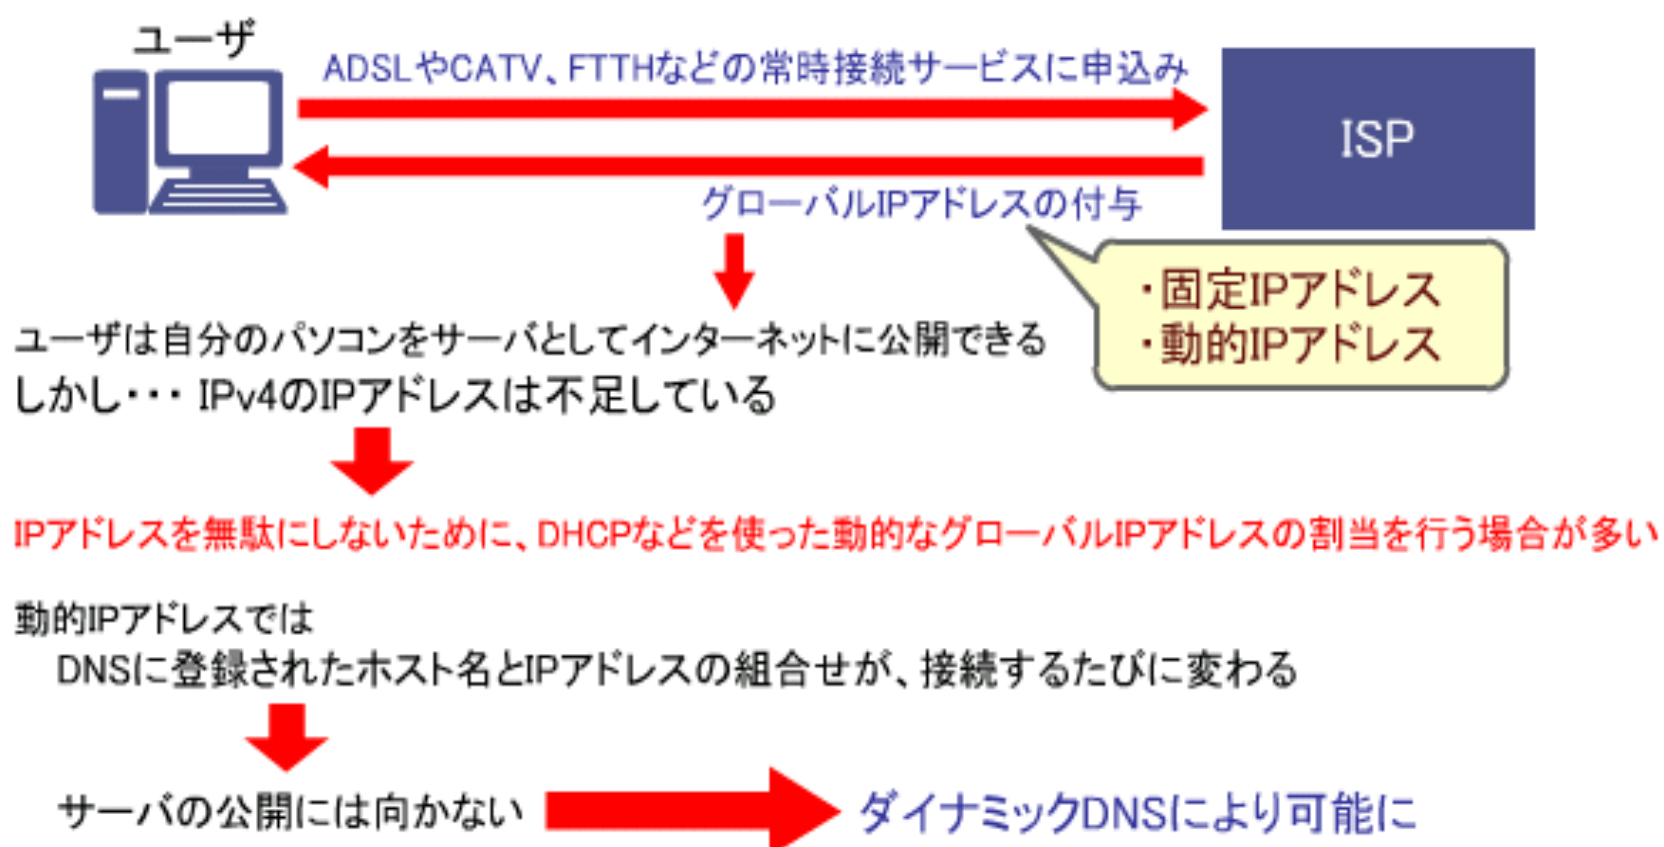 ユーザ
ADSLやCATV、FTTHなどの常時接続サービスに申込み
ISP
グローバルIPアドレスの付与
・固定IPアドレス
・動的IPアドレス
ユーザは自分のパソコンをサーバとしてインターネットに公開できる
しかし・・・ IPv4のIPアドレスは不足している
IPアドレスを無駄にしないために、DHCPなどを使った動的なグローバルIPアドレスの割当を行う場合が多い
動的IPアドレスでは
DNSに登録されたホスト名とIPアドレスの組合せが、接続するたびに変わる
サーバの公開には向かない
ダイナミックDNSにより可能に